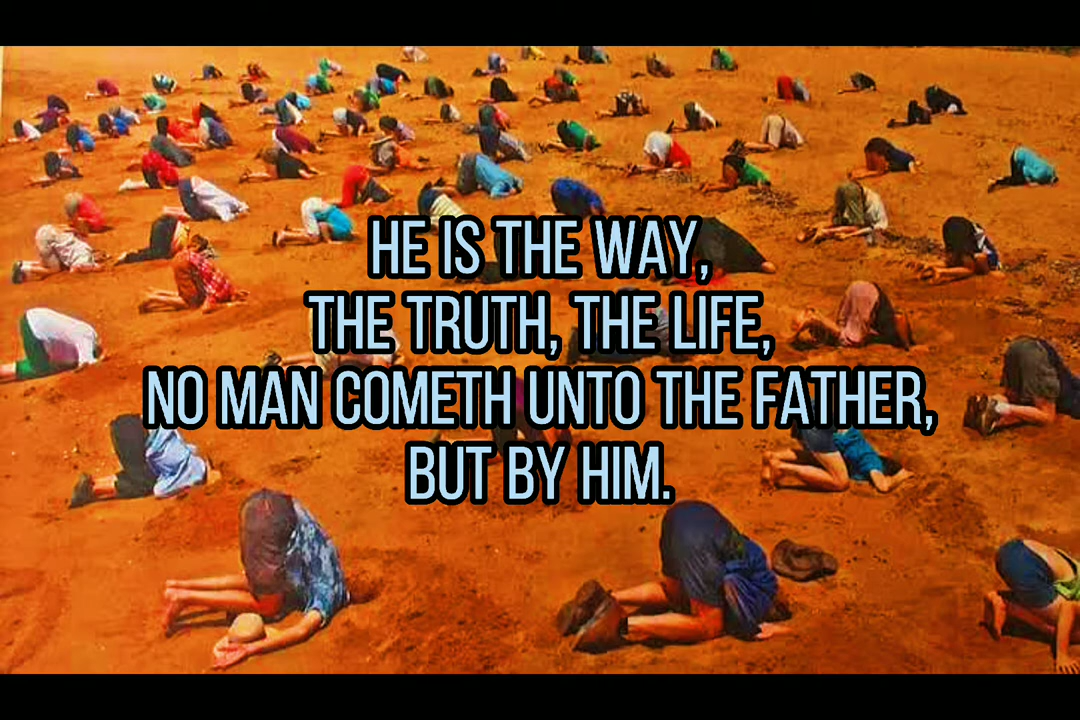 HE IS THE WAY,
THE TRUTH, THE LIFE,
NO MAN COMETH UNTO THE FATHER,
BUT BY HIM.